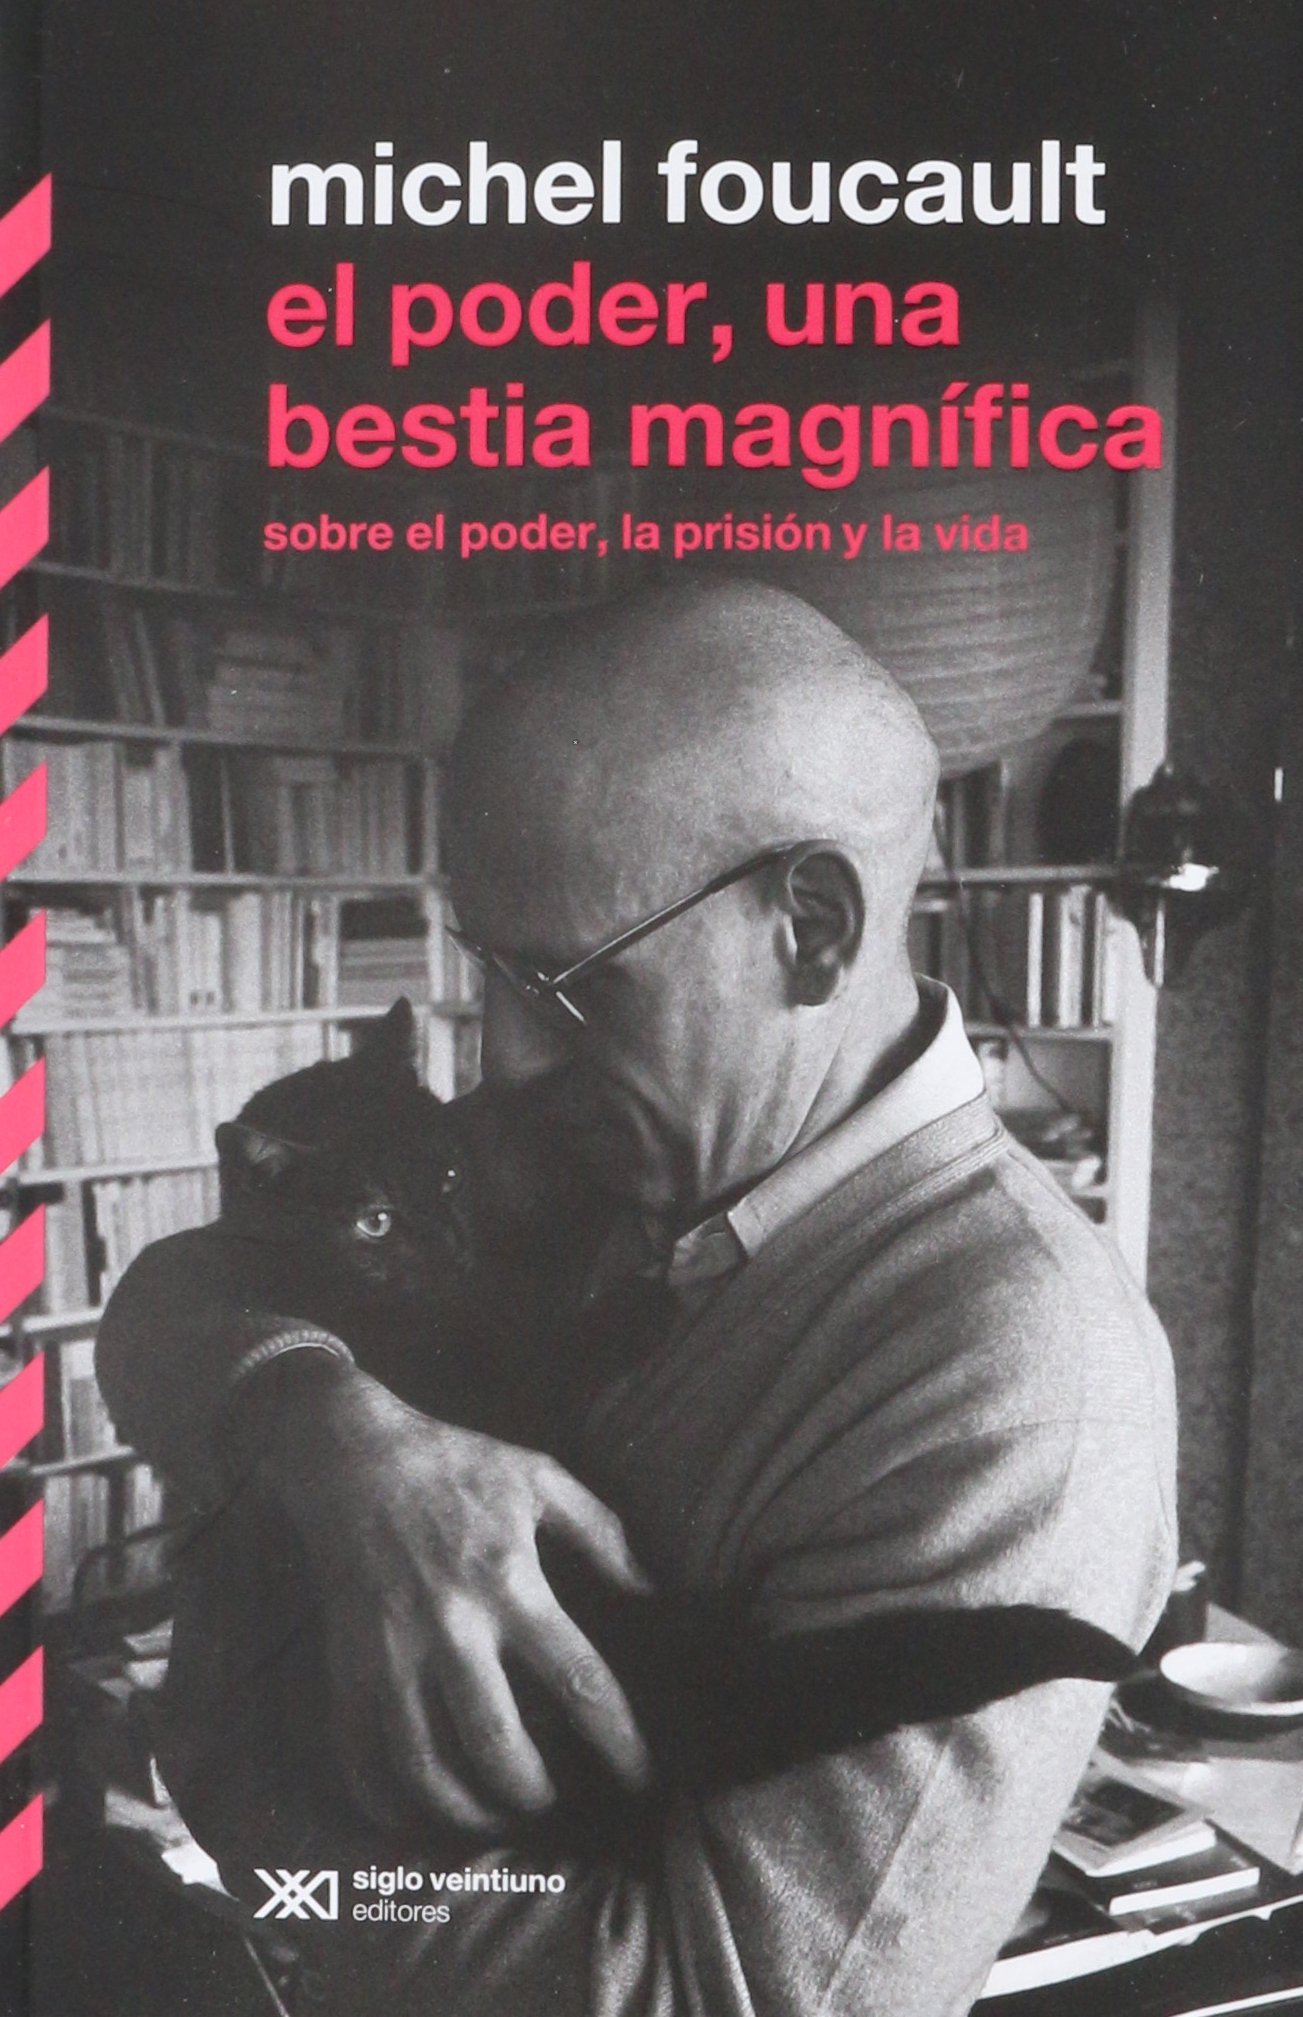 michel foucault
el poder, una
bestia magnífica
sobre el poder, la prisión y la vida
siglo veintiuno
editores